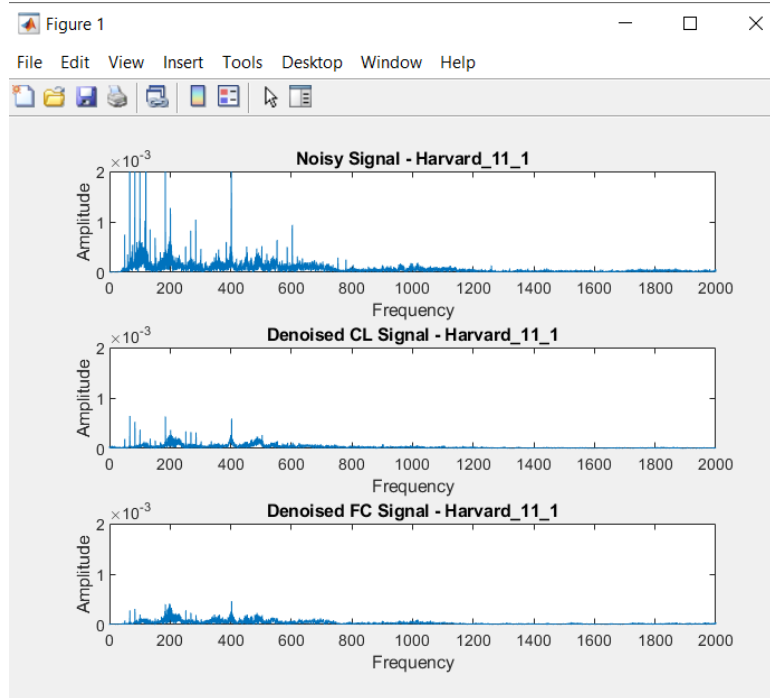 Figure 1
File Edit View Insert Tools Desktop Window Help
×10^-3
Noisy Signal - Harvard_11_1
2
1
0
Amplitude
0 200 400 600 800 1000 1200 1400 1600 1800 2000
Frequency
×10^-3
Denoised CL Signal - Harvard_11_1
2
1
0
Amplitude
0 200 400 600 800 1000 1200 1400 1600 1800 2000
Frequency
×10^-3
Denoised FC Signal - Harvard_11_1
2
1
0
Amplitude
0 200 400 600 800 1000 1200 1400 1600 1800 2000
Frequency